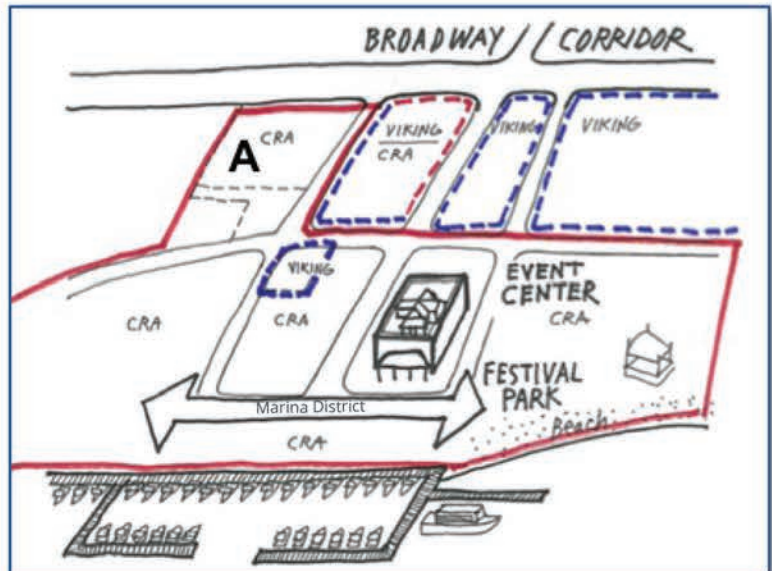 BROADWAY CORRIDOR
A
CRA
VIKING
CRA
VIKING
VIKING
VIKING
CRA
CRA
EVENT
CENTER
CRA
FESTIVAL
PARK
Marina District
Beach
CRA